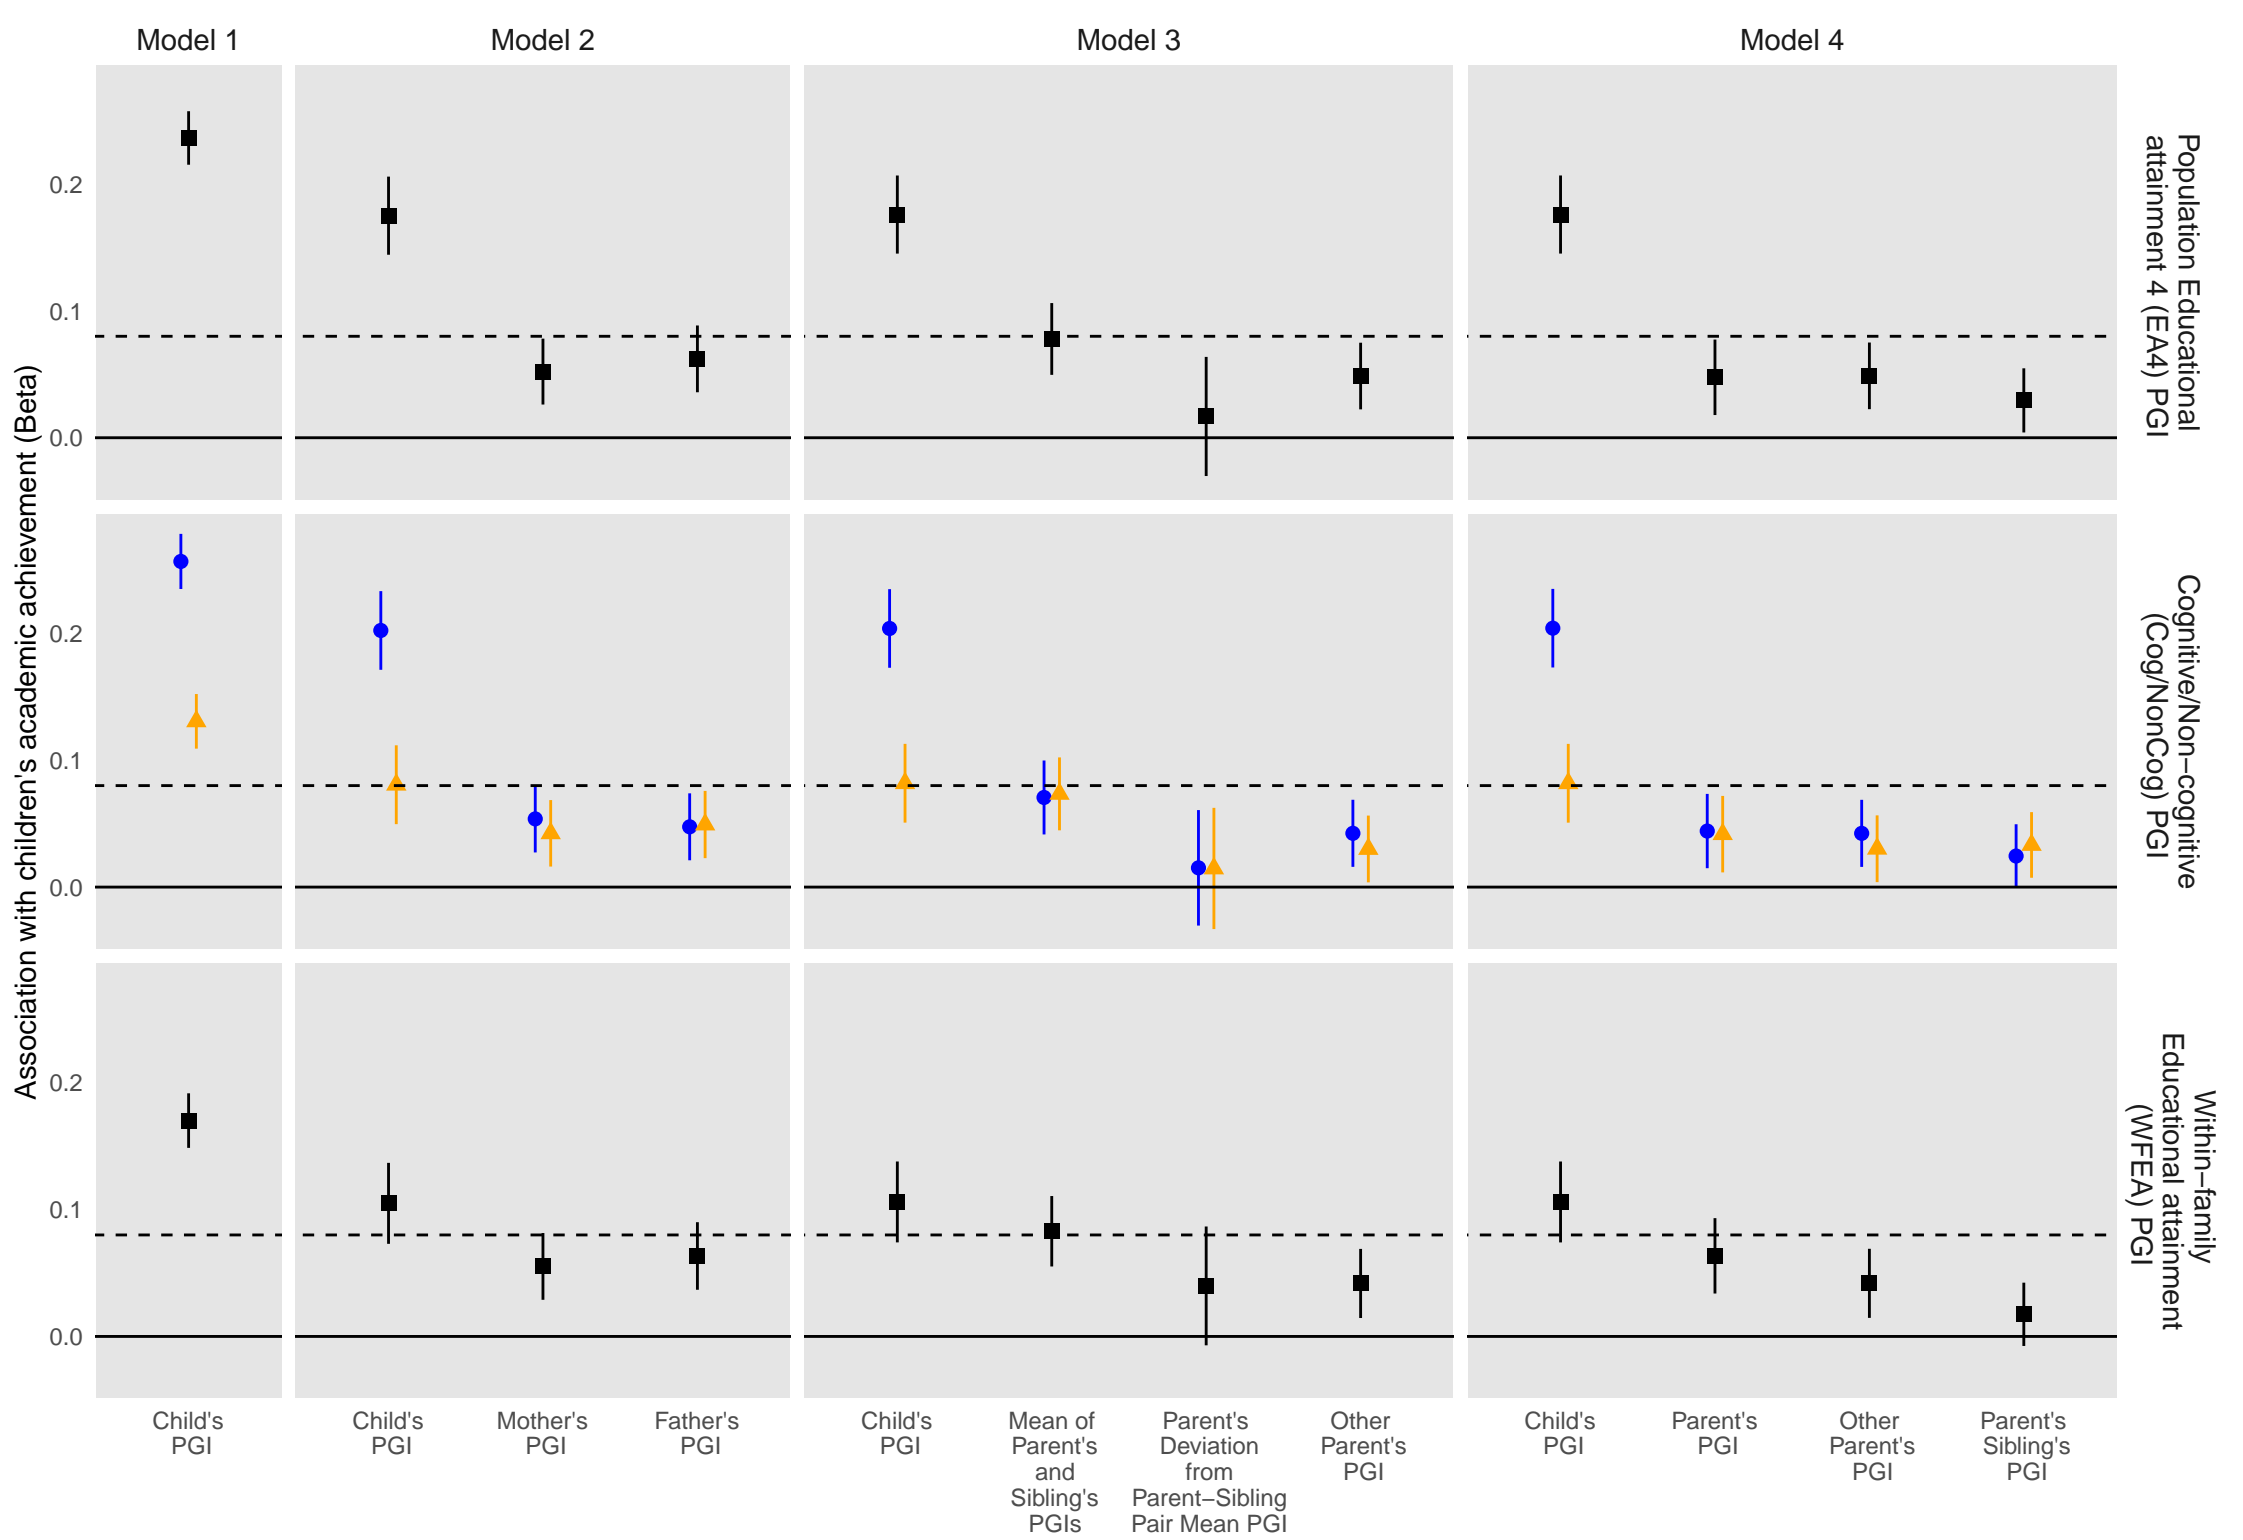 Model 1
Model 2
Model 3
Model 4
Association with children's academic achievement (Beta)
0.2
0.1
0.0
Population Educational
attainment 4 (EA4) PGI
0.2
0.1
0.0
Cognitive/Non−cognitive
(Cog/NonCog) PGI
0.2
0.1
0.0
Within−family
Educational attainment
(WFEA) PGI
Child's
PGI
Child's
PGI
Mother's
PGI
Father's
PGI
Child's
PGI
Mean of
Parent's
and
Sibling's
PGIs
Parent's
Deviation
from
Parent−Sibling
Pair Mean PGI
Other
Parent's
PGI
Child's
PGI
Parent's
PGI
Other
Parent's
PGI
Parent's
Sibling's
PGI